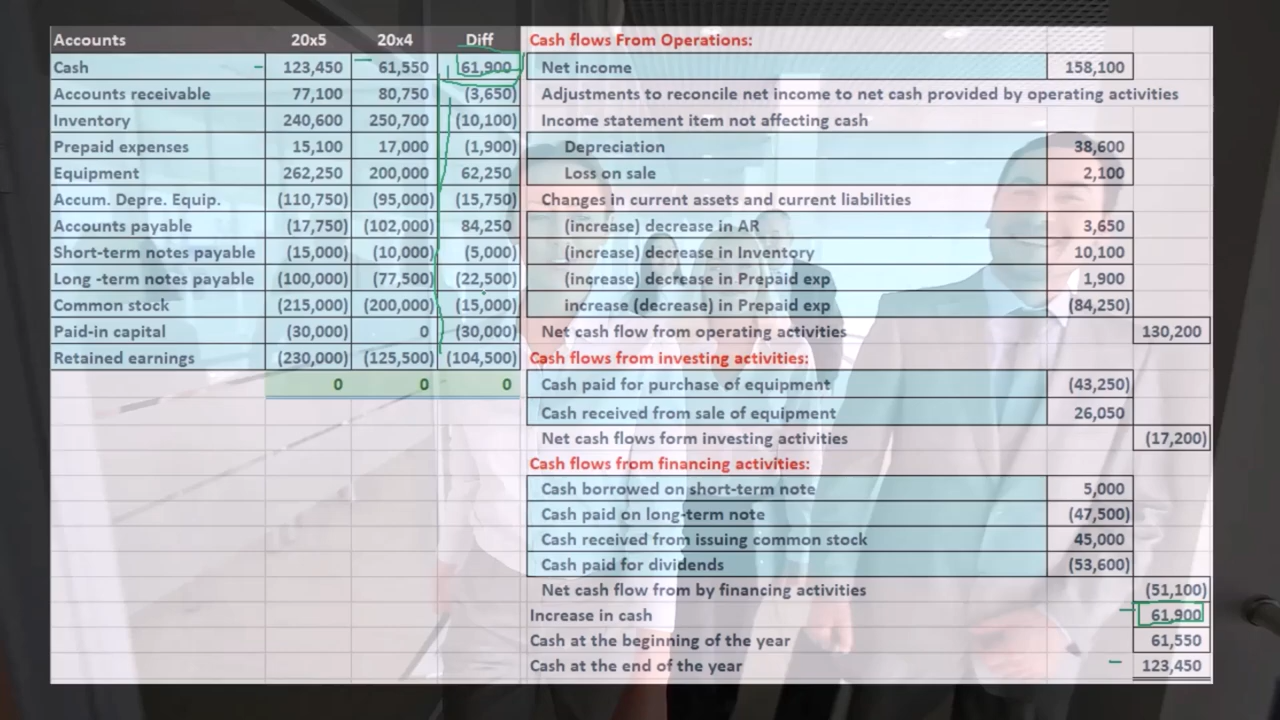 Accounts 20x5 20x4 Diff
Cash 123,450 61,550 61,900
Accounts receivable 77,100 80,750 (3,650)
Inventory 240,600 250,700 (10,100)
Prepaid expenses 15,100 17,000 (1,900)
Equipment 262,250 200,000 62,250
Accum. Depre. Equip. (110,750) (95,000) (15,750)
Accounts payable (17,750) (102,000) 84,250
Short-term notes payable (15,000) (10,000) (5,000)
Long -term notes payable (100,000) (77,500) (22,500)
Common stock (215,000) (200,000) (15,000)
Paid-in capital (30,000) 0 (30,000)
Retained earnings (230,000) (125,500) (104,500)
0 0 0
Cash flows From Operations:
Net income 158,100
Adjustments to reconcile net income to net cash provided by operating activities
Income statement item not affecting cash
Depreciation 38,600
Loss on sale 2,100
Changes in current assets and current liabilities
(increase) decrease in AR 3,650
(increase) decrease in Inventory 10,100
(increase) decrease in Prepaid exp 1,900
increase (decrease) in Prepaid exp (84,250)
Net cash flow from operating activities 130,200
Cash flows from investing activities:
Cash paid for purchase of equipment (43,250)
Cash received from sale of equipment 26,050
Net cash flows form investing activities (17,200)
Cash flows from financing activities:
Cash borrowed on short-term note 5,000
Cash paid on long-term note (47,500)
Cash received from issuing common stock 45,000
Cash paid for dividends (53,600)
Net cash flow from by financing activities (51,100)
Increase in cash 61,900
Cash at the beginning of the year 61,550
Cash at the end of the year 123,450